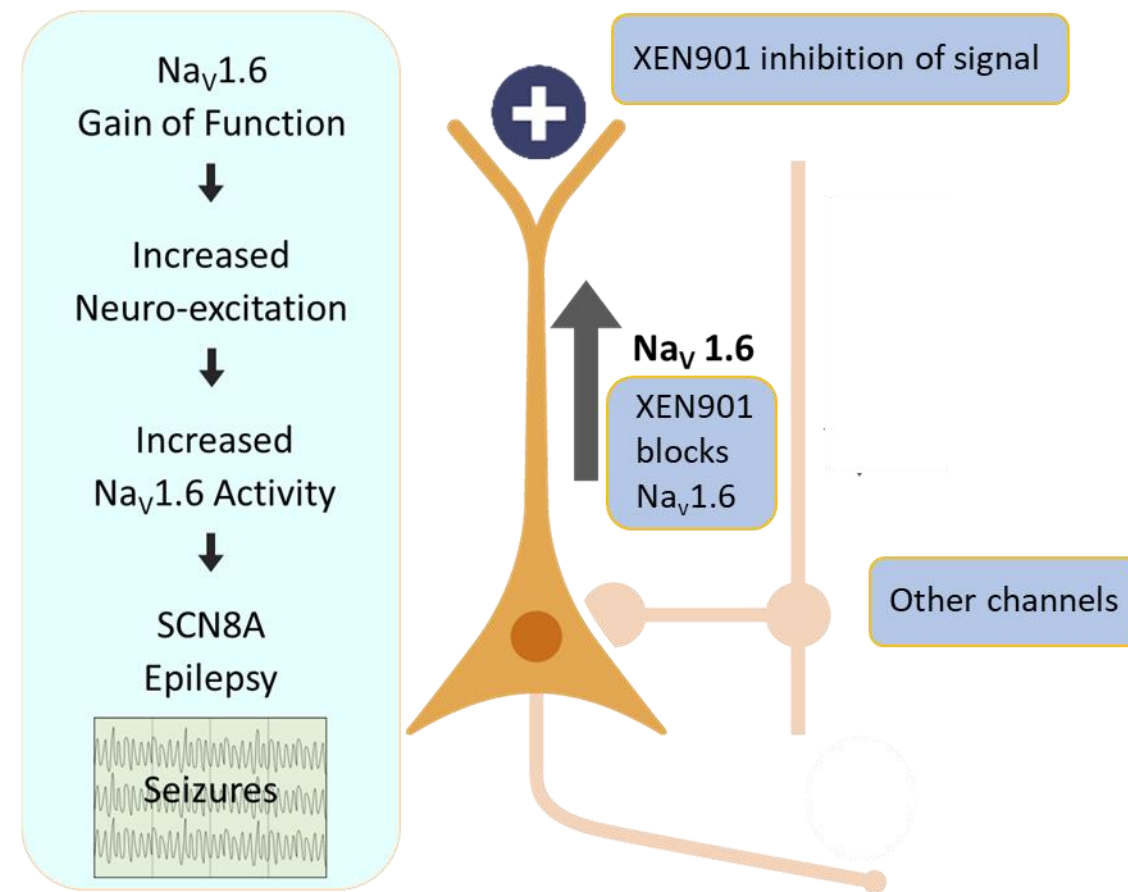 Nav1.6
Gain of Function
Increased
Neuro-excitation
Increased
Nav1.6 Activity
SCN8A
Epilepsy
Seizures
XEN901 inhibition of signal
Nav 1.6
XEN901
blocks
Nav1.6
Other channels